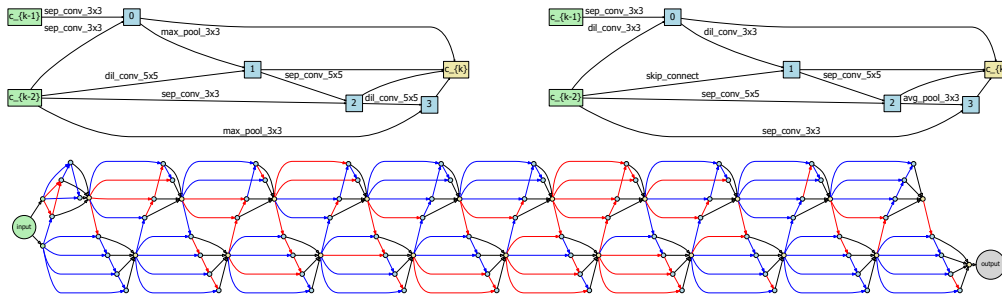 c_{k-1}
sep_conv_3x3
sep_conv_3x3
0
max_pool_3x3
dil_conv_5x5
1
sep_conv_5x5
c_{k}
c_{k-2}
sep_conv_3x3
2
dil_conv_5x5
3
max_pool_3x3
c_{k-1}
sep_conv_3x3
dil_conv_3x3
0
dil_conv_3x3
skip_connect
1
sep_conv_5x5
c_{k
c_{k-2}
sep_conv_5x5
2
avg_pool_3x3
3
sep_conv_3x3
input
output